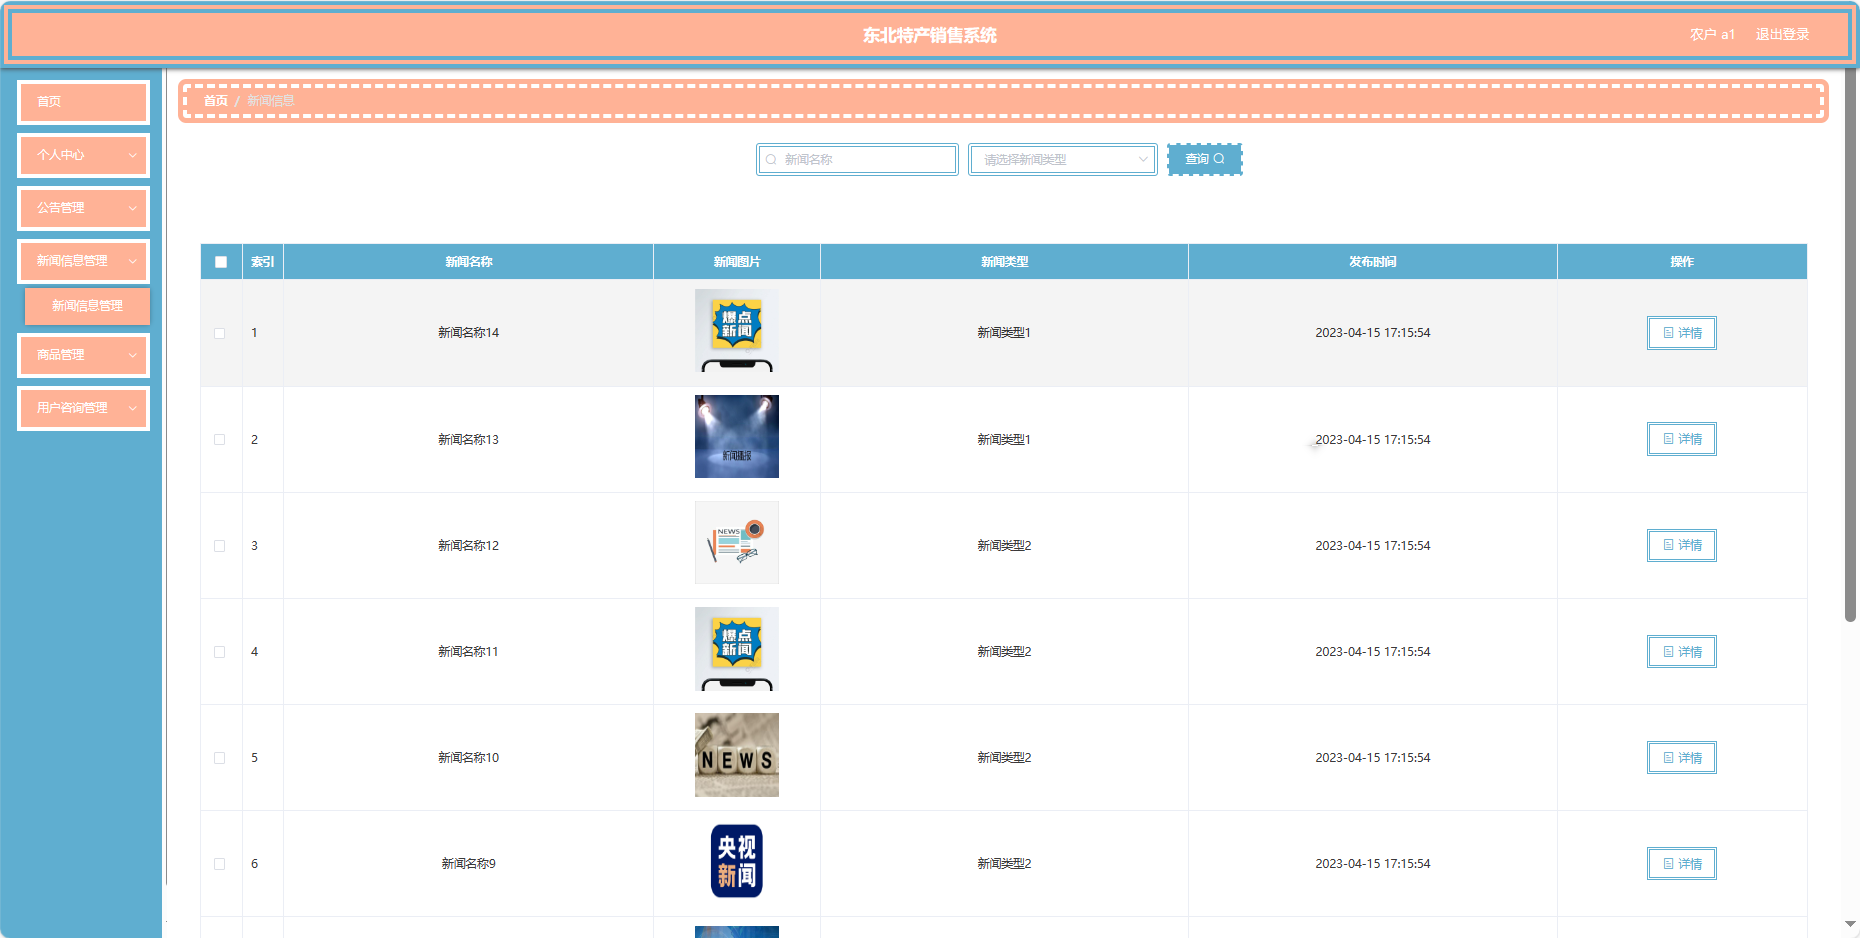 东北特产销售系统
农户 a1 退出登录
首页
个人中心
公告管理
新闻信息管理
新闻信息管理
商品管理
用户咨询管理
首页 / 新闻信息
新闻名称 请选择新闻类型 查询
索引 新闻名称 新闻图片 新闻类型 发布时间 操作
1 新闻名称14 爆点新闻 新闻类型1 2023-04-15 17:15:54 详情
2 新闻名称13 新闻播报 新闻类型1 2023-04-15 17:15:54 详情
3 新闻名称12 NEWS 新闻类型2 2023-04-15 17:15:54 详情
4 新闻名称11 爆点新闻 新闻类型2 2023-04-15 17:15:54 详情
5 新闻名称10 NEWS 新闻类型2 2023-04-15 17:15:54 详情
6 新闻名称9 央视新闻 新闻类型2 2023-04-15 17:15:54 详情